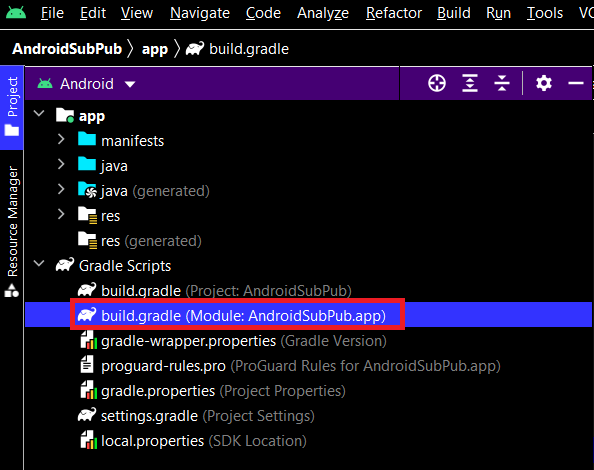 File Edit View Navigate Code Analyze Refactor Build Run Tools VC
AndroidSubPub app build.gradle
Project
Resource Manager
Android
app
manifests
java
java (generated)
res
res (generated)
Gradle Scripts
build.gradle (Project: AndroidSubPub)
build.gradle (Module: AndroidSubPub.app)
gradle-wrapper.properties (Gradle Version)
proguard-rules.pro (ProGuard Rules for AndroidSubPub.app)
gradle.properties (Project Properties)
settings.gradle (Project Settings)
local.properties (SDK Location)